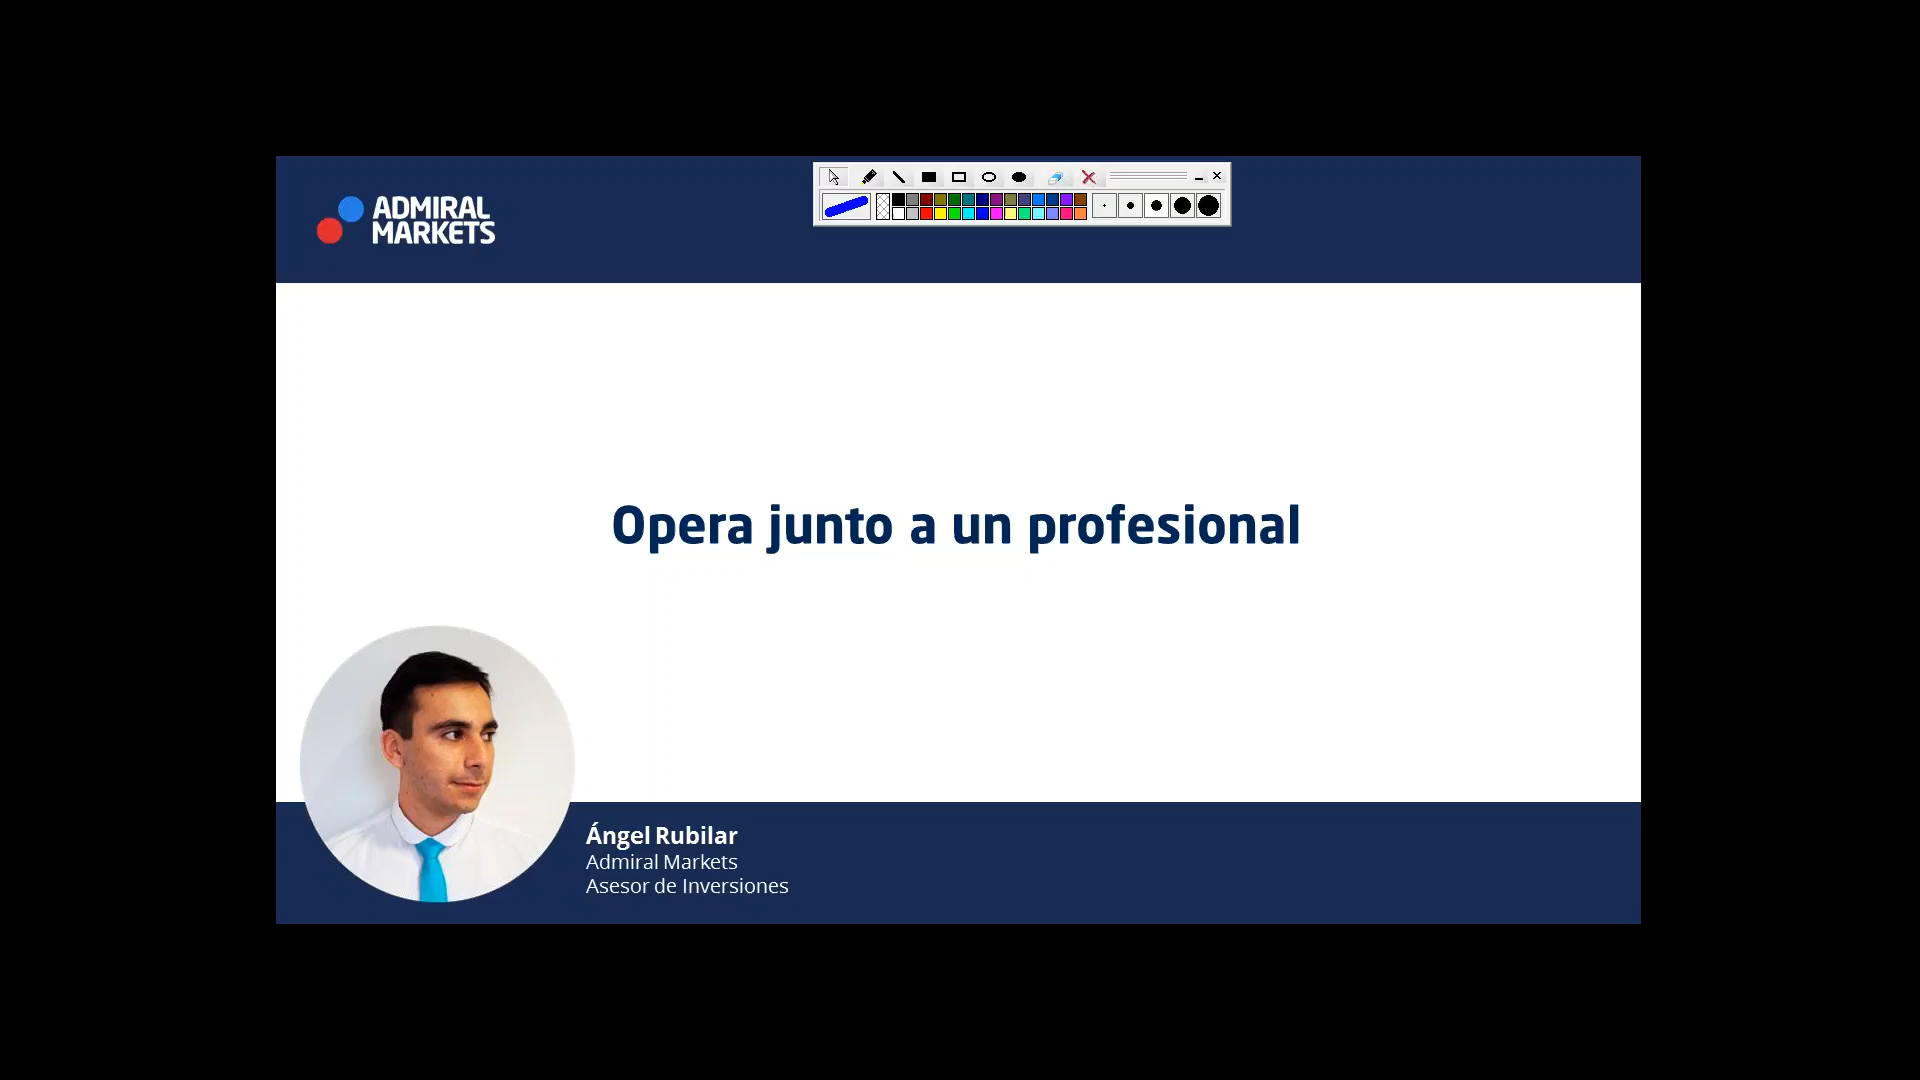 ADMIRAL
MARKETS
Opera junto a un profesional
Ángel Rubilar
Admiral Markets
Asesor de Inversiones